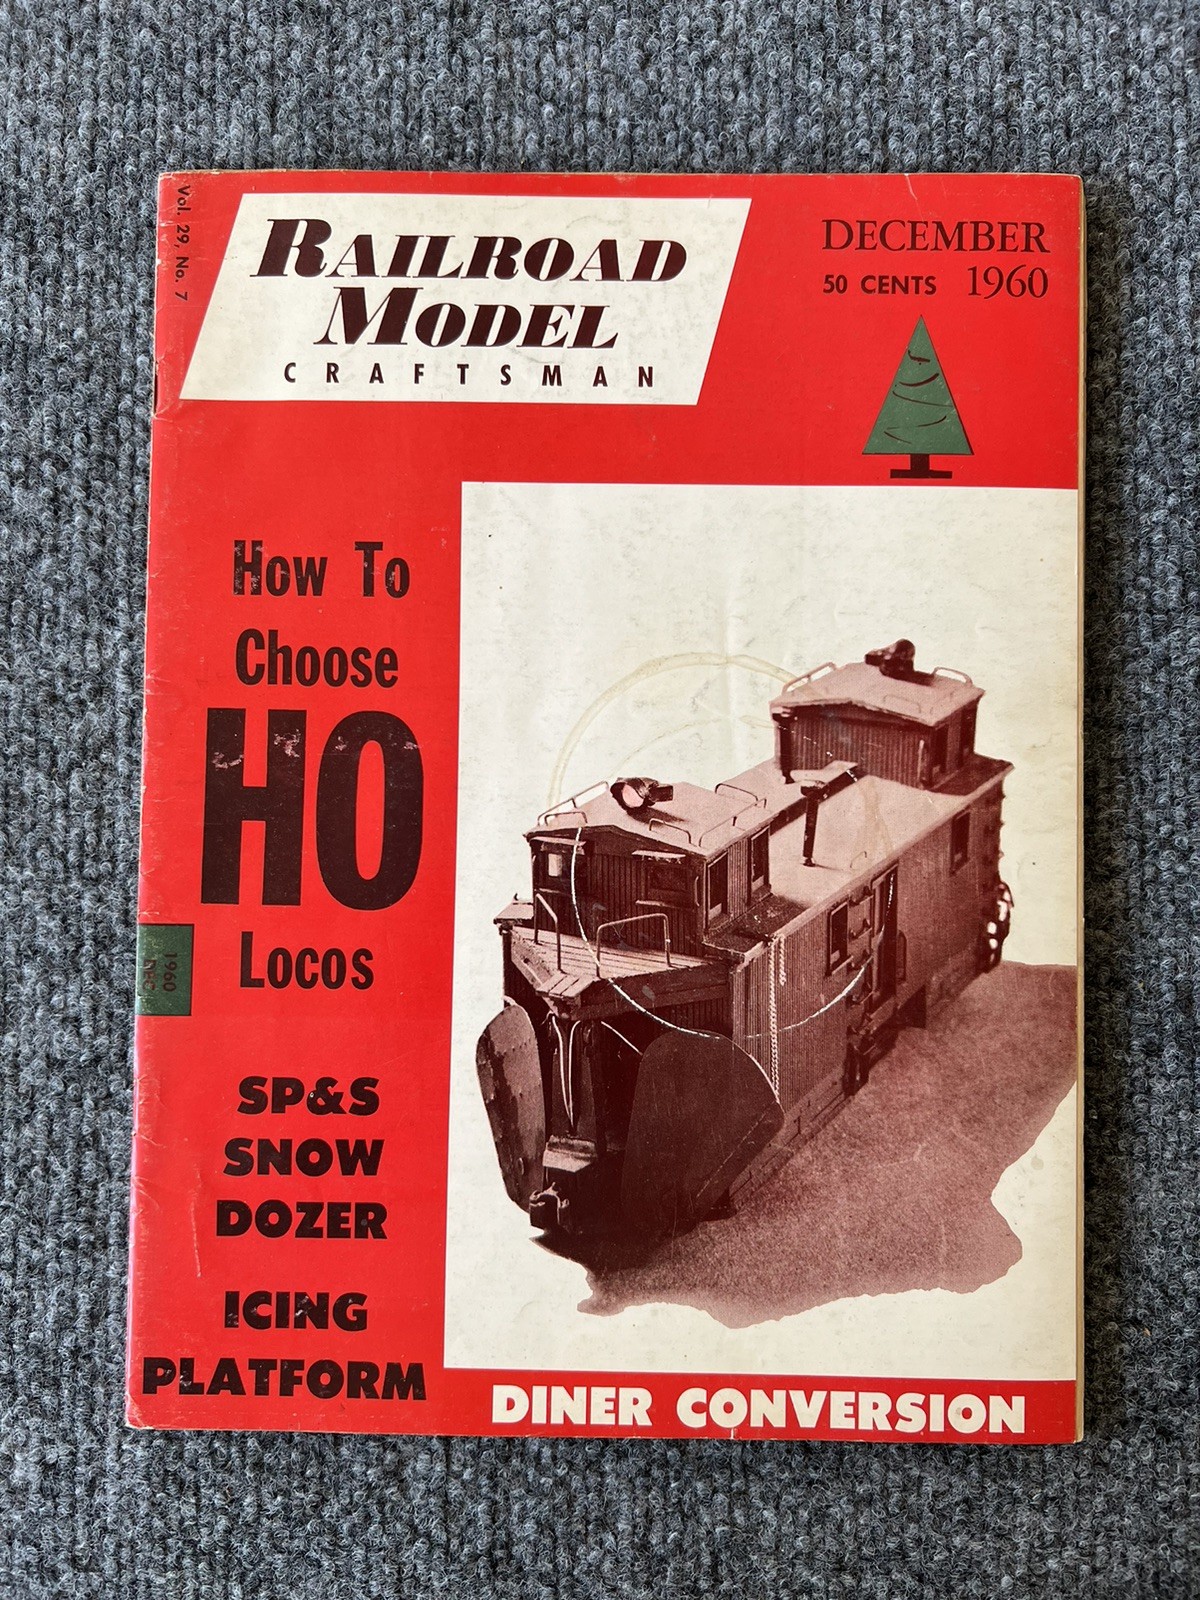 Vol. 29, No. 7
RAILROAD
MODEL
CRAFTSMAN
DECEMBER
50 CENTS 1960
How To
Choose
HO
Locos
1960
DEC
SP&S
SNOW
DOZER
ICING
PLATFORM
DINER CONVERSION